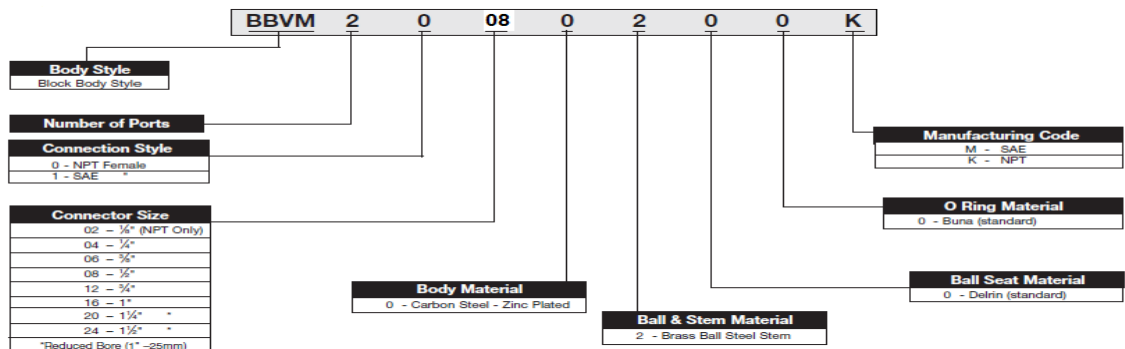 BBVM 2 0 08 0 2 0 0 K
Body Style
Block Body Style
Number of Ports
Connection Style
0 - NPT Female
1 - SAE "
Connector Size
02 – ⅛" (NPT Only)
04 – ¼"
06 – ⅜"
08 – ½"
12 – ¾"
16 – 1"
20 – 1¼" "
24 – 1½" "
"Reduced Bore (1" –25mm)
Body Material
0 - Carbon Steel - Zinc Plated
Ball & Stem Material
2 - Brass Ball Steel Stem
Ball Seat Material
0 - Delrin (standard)
O Ring Material
0 - Buna (standard)
Manufacturing Code
M - SAE
K - NPT